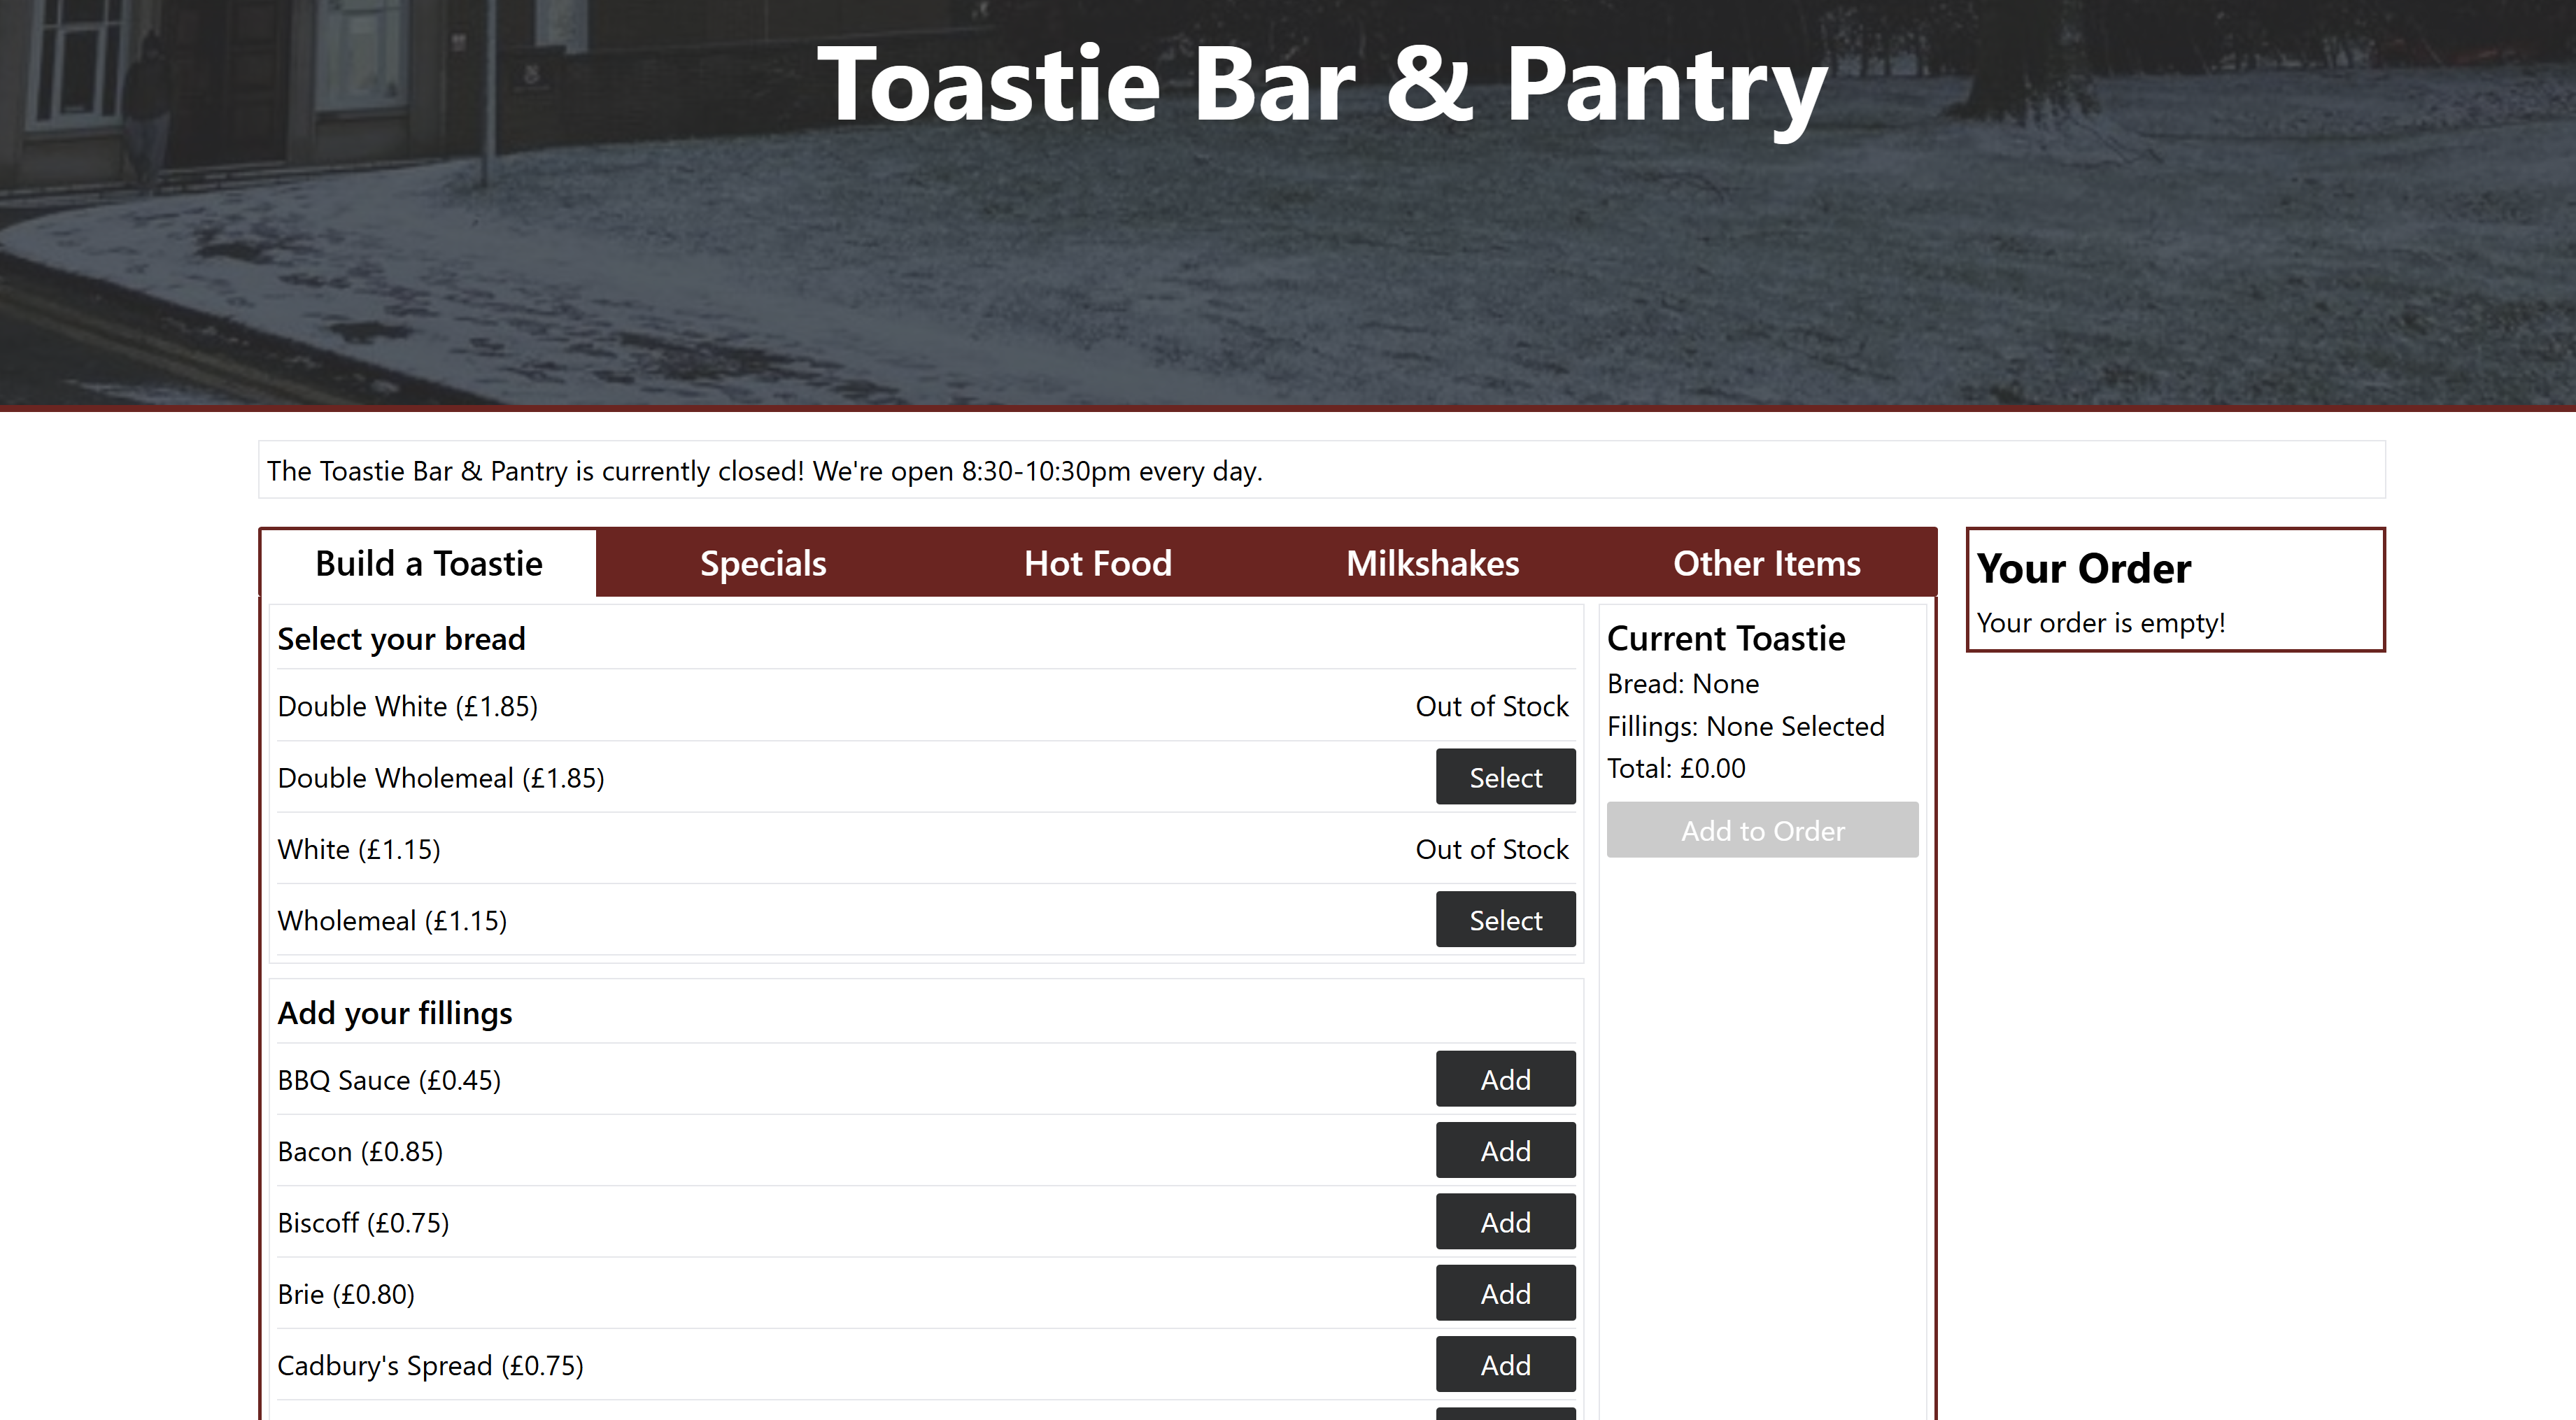 Toastie Bar & Pantry
The Toastie Bar & Pantry is currently closed! We're open 8:30-10:30pm every day.
Build a Toastie
Specials
Hot Food
Milkshakes
Other Items
Select your bread
Double White (£1.85)
Out of Stock
Double Wholemeal (£1.85)
Select
White (£1.15)
Out of Stock
Wholemeal (£1.15)
Select
Add your fillings
BBQ Sauce (£0.45)
Add
Bacon (£0.85)
Add
Biscoff (£0.75)
Add
Brie (£0.80)
Add
Cadbury's Spread (£0.75)
Add
Current Toastie
Bread: None
Fillings: None Selected
Total: £0.00
Add to Order
Your Order
Your order is empty!